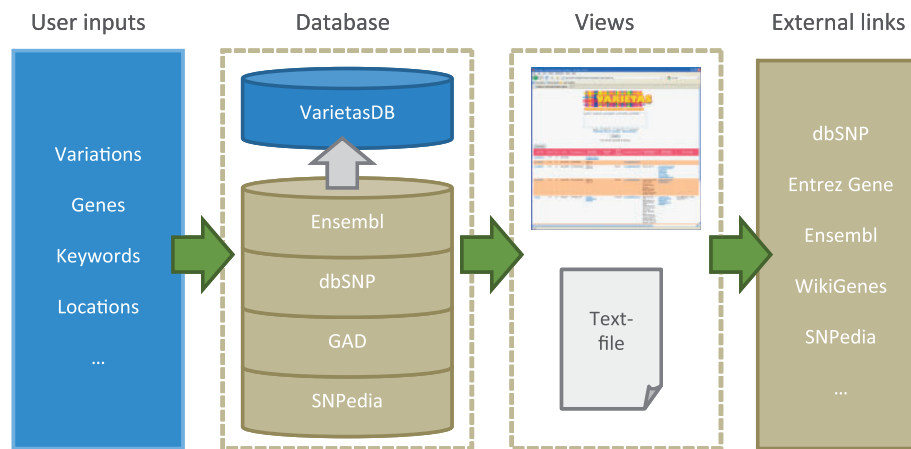 User inputs
Database
Views
External links
Variations
Genes
Keywords
Locations
...
VarietasDB
Ensembl
dbSNP
GAD
SNPedia
VARIETAS
Text-
file
dbSNP
Entrez Gene
Ensembl
WikiGenes
SNPedia
...